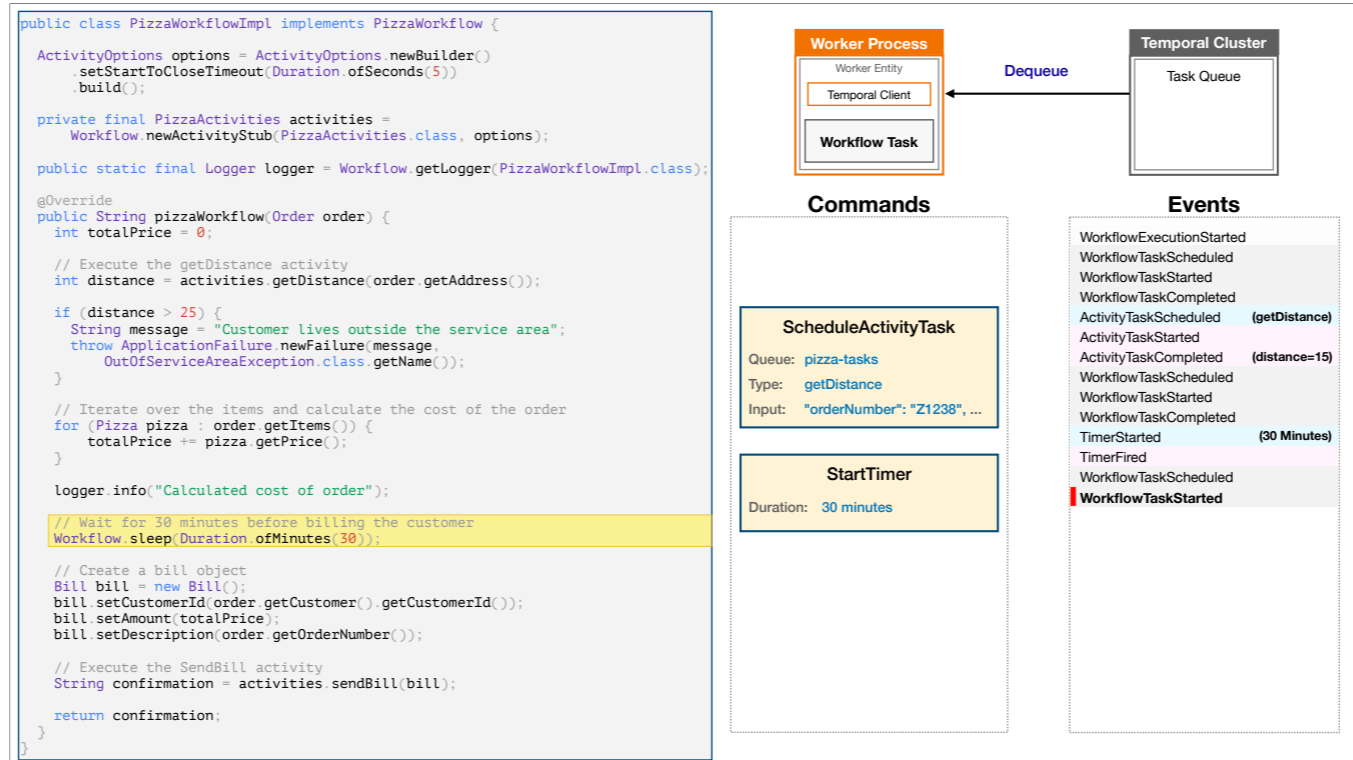 public class PizzaWorkflowImpl implements PizzaWorkflow {
ActivityOptions options = ActivityOptions.newBuilder()
.setStartToCloseTimeout(Duration.ofSeconds(5))
.build();
private final PizzaActivities activities =
Workflow.newActivityStub(PizzaActivities.class, options);
public static final Logger logger = Workflow.getLogger(PizzaWorkflowImpl.class);
@Override
public String pizzaWorkflow(Order order) {
int totalPrice = 0;
// Execute the getDistance activity
int distance = activities.getDistance(order.getAddress());
if (distance > 25) {
String message = "Customer lives outside the service area";
throw ApplicationFailure.newFailure(message,
OutOfServiceAreaException.class.getName());
}
// Iterate over the items and calculate the cost of the order
for (Pizza pizza : order.getItems()) {
totalPrice += pizza.getPrice();
}
logger.info("Calculated cost of order");
// Wait for 30 minutes before billing the customer
Workflow.sleep(Duration.ofMinutes(30));
// Create a bill object
Bill bill = new Bill();
bill.setCustomerId(order.getCustomer().getCustomerId());
bill.setAmount(totalPrice);
bill.setDescription(order.getOrderNumber());
// Execute the SendBill activity
String confirmation = activities.sendBill(bill);
return confirmation;
}
}
Worker Process
Worker Entity
Temporal Client
Workflow Task
Dequeue
Temporal Cluster
Task Queue
Commands
ScheduleActivityTask
Queue: pizza-tasks
Type: getDistance
Input: "orderNumber": "Z1238", ...
StartTimer
Duration: 30 minutes
Events
WorkflowExecutionStarted
WorkflowTaskScheduled
WorkflowTaskStarted
WorkflowTaskCompleted
ActivityTaskScheduled (getDistance)
ActivityTaskStarted
ActivityTaskCompleted (distance=15)
WorkflowTaskScheduled
WorkflowTaskStarted
WorkflowTaskCompleted
TimerStarted (30 Minutes)
TimerFired
WorkflowTaskScheduled
WorkflowTaskStarted